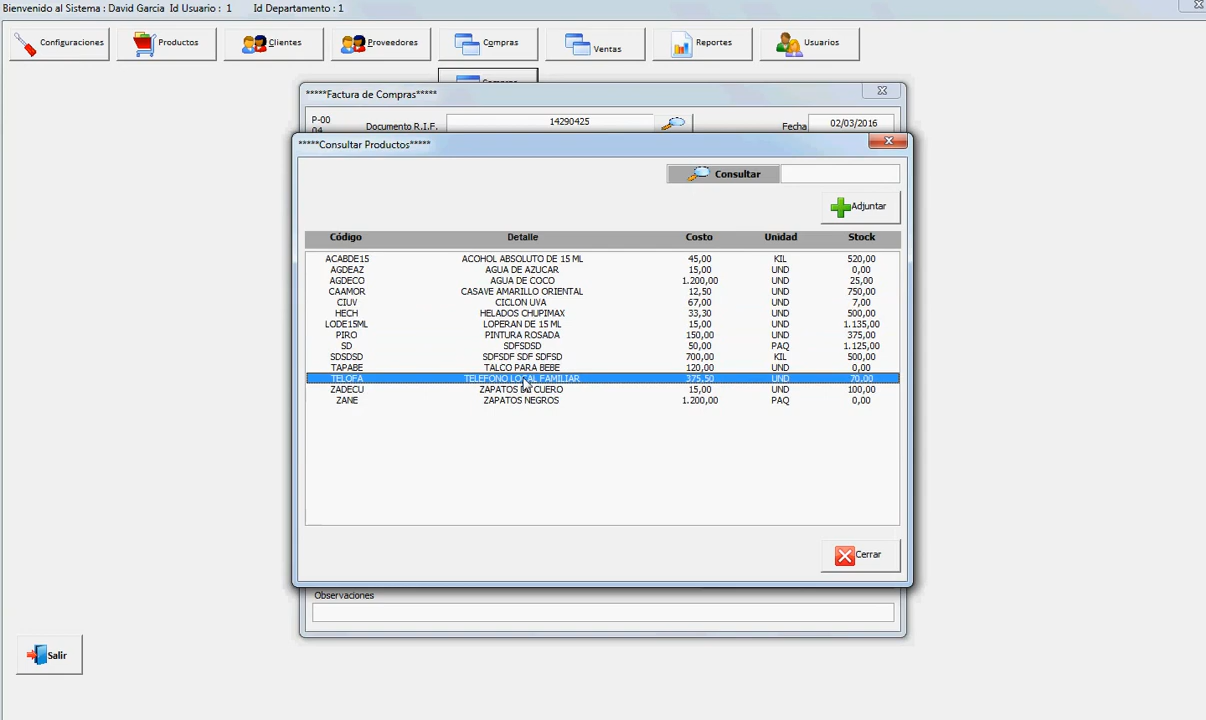 Bienvenido al Sistema : David Garcia Id Usuario : 1 Id Departamento : 1
Configuraciones Productos Clientes Proveedores Compras Ventas Reportes Usuarios
*****Factura de Compras*****
P-00
04
Documento R.I.F. 14290425 Fecha 02/03/2016
*****Consultar Productos*****
Consultar
Adjuntar
Código Detalle Costo Unidad Stock
ACABDE15 ACOHOL ABSOLUTO DE 15 ML 45,00 KIL 520,00
AGDEAZ AGUA DE AZUCAR 15,00 UND 0,00
AGDECO AGUA DE COCO 1.200,00 UND 25,00
CAAMOR CASAVE AMARILLO ORIENTAL 12,50 UND 750,00
CIUV CICLON UVA 67,00 UND 7,00
HECH HELADOS CHUPIMAX 33,30 UND 500,00
LODE15ML LOPERAN DE 15 ML 15,00 UND 1.135,00
PIRO PINTURA ROSADA 150,00 UND 375,00
SD SDFSDSD 50,00 PAQ 1.125,00
SDSDSD SDFSDF SDF SDFSD 700,00 KIL 500,00
TAPABE TALCO PARA BEBE 120,00 UND 0,00
TELOFA TELEFONO LOCAL FAMILIAR 375,50 UND 70,00
ZADECU ZAPATOS DE CUERO 15,00 UND 100,00
ZANE ZAPATOS NEGROS 1.200,00 PAQ 0,00
Cerrar
Observaciones
Salir